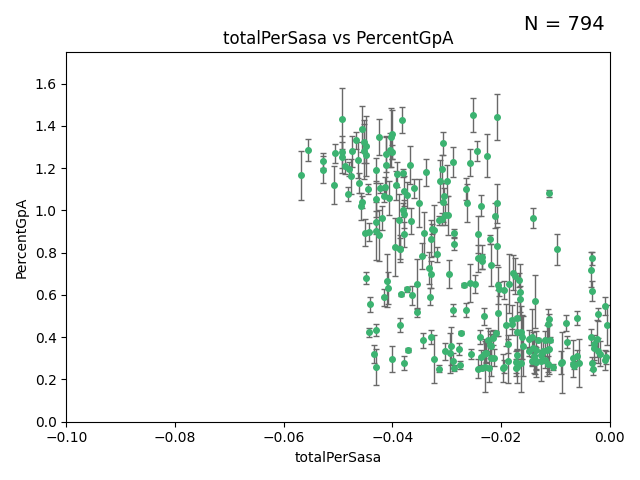 N = 794
totalPerSasa vs PercentGpA
PercentGpA
1.6
1.4
1.2
1.0
0.8
0.6
0.4
0.2
0.0
−0.10 −0.08 −0.06 −0.04 −0.02 0.00
totalPerSasa